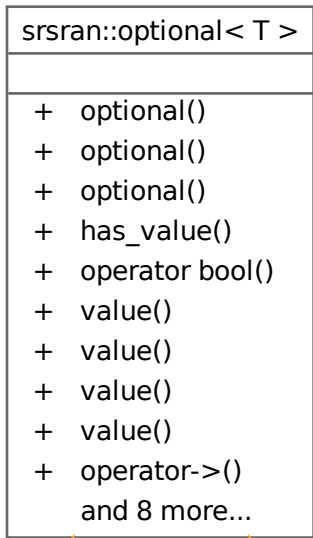 srsran::optional< T >
+ optional()
+ optional()
+ optional()
+ has_value()
+ operator bool()
+ value()
+ value()
+ value()
+ value()
+ operator->()
and 8 more...